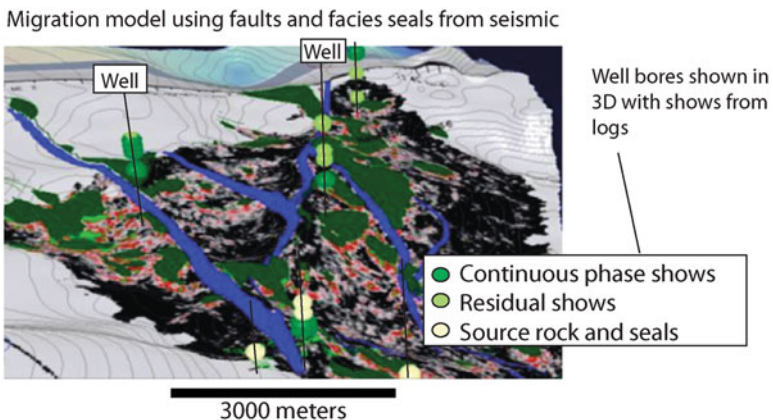 Migration model using faults and facies seals from seismic
Well
Well
Well bores shown in
3D with shows from
logs
Continuous phase shows
Residual shows
Source rock and seals
3000 meters